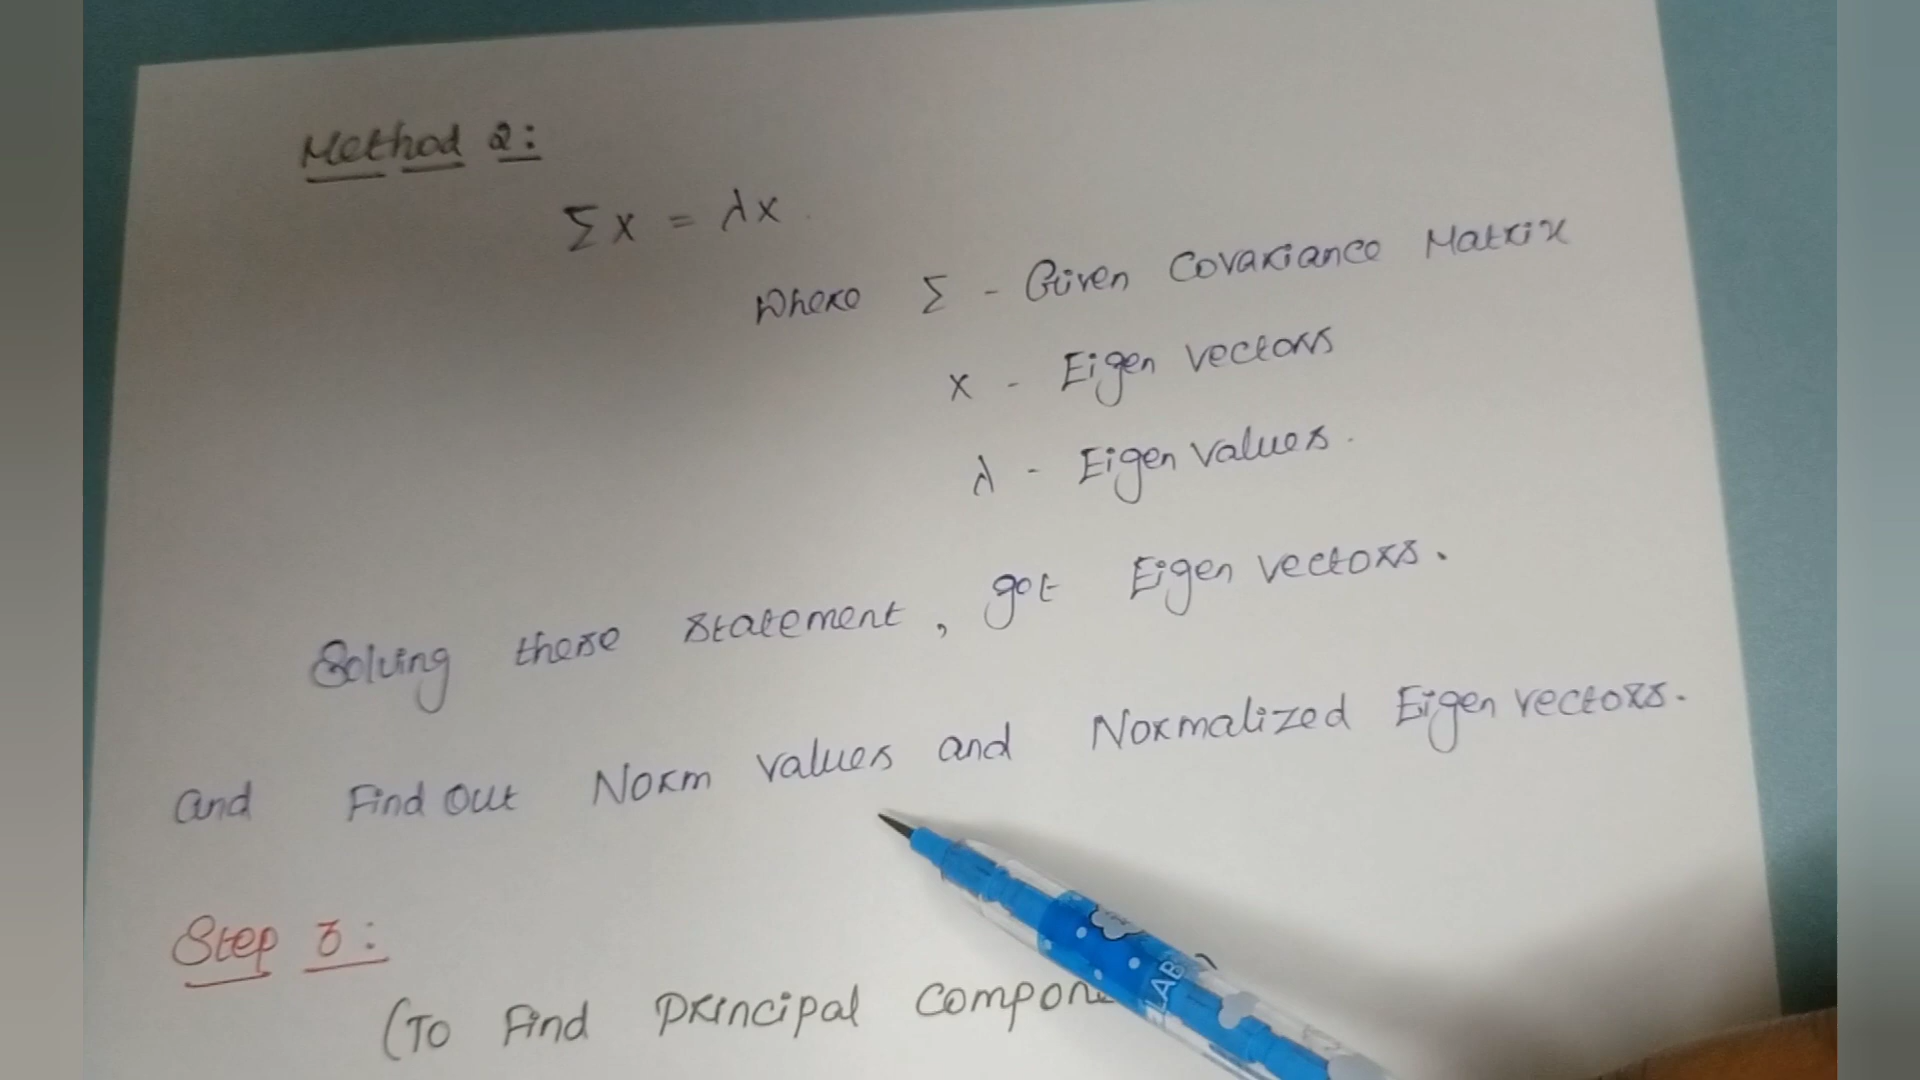 Method 2:
Σx = λx
Where Σ - Given Covariance Matrix
x - Eigen vectors
λ - Eigen values.
Solving these statement, got Eigen vectors.
and Find Out Norm values and Normalized Eigen vectors.
Step 3:
(To Find Principal